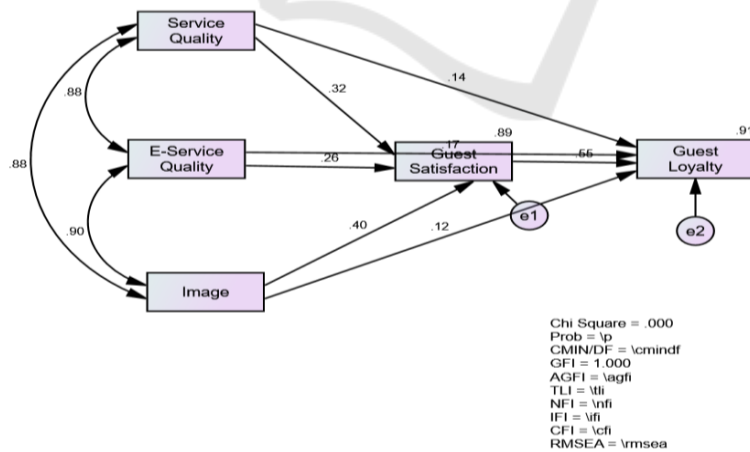 Service
Quality
.14
.88
.32
.89
.91
E-Service
Quality
.17
Guest
Satisfaction
.26
.55
Guest
Loyalty
.88
.90
.40
.12
e1
e2
Image
Chi Square = .000
Prob = \p
CMIN/DF = \cmindf
GFI = 1.000
AGFI = \agfi
TLI = \tli
NFI = \nfi
IFI = \ifi
CFI = \cfi
RMSEA = \rmsea